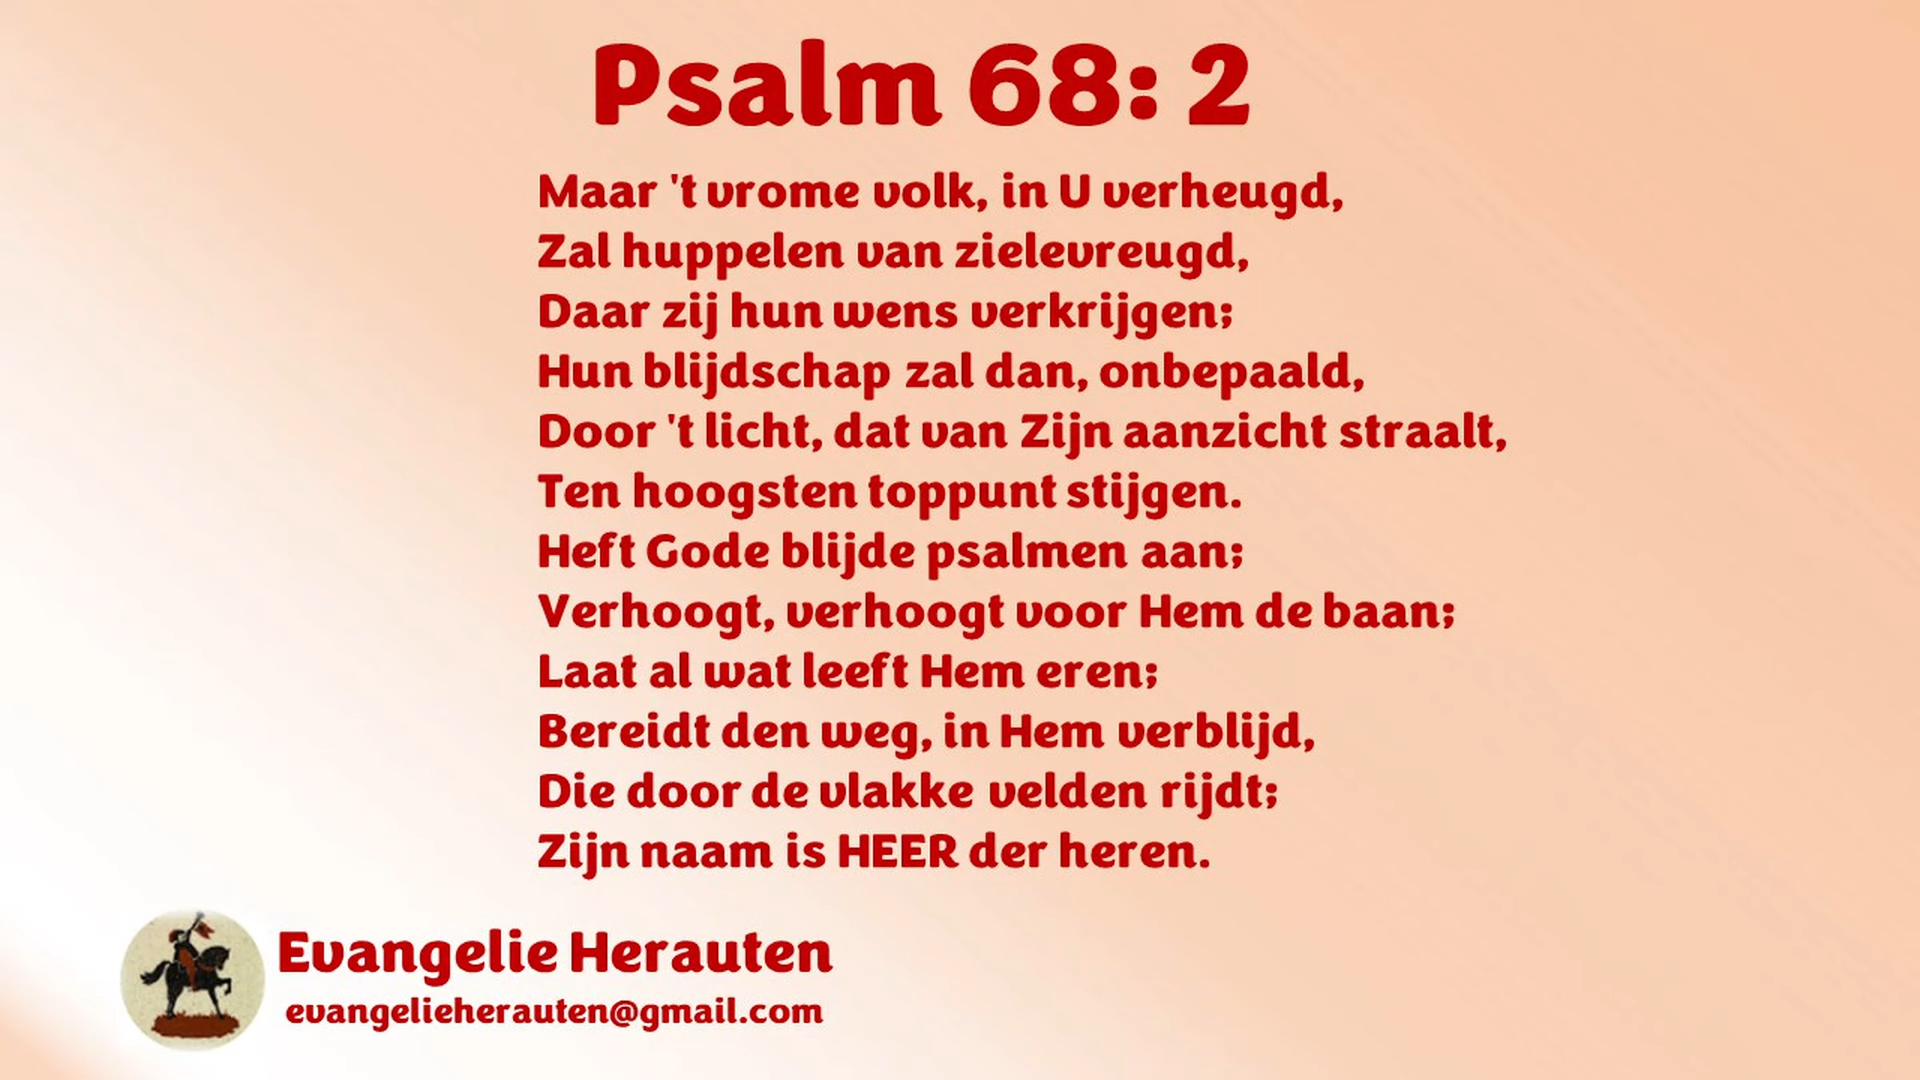 Psalm 68: 2
Maar 't vrome volk, in U verheugd,
Zal huppelen van zielevreugd,
Daar zij hun wens verkrijgen;
Hun blijdschap zal dan, onbepaald,
Door 't licht, dat van Zijn aanzicht straalt,
Ten hoogsten toppunt stijgen.
Heft Gode blijde psalmen aan;
Verhoogt, verhoogt voor Hem de baan;
Laat al wat leeft Hem eren;
Bereidt den weg, in Hem verblijd,
Die door de vlakke velden rijdt;
Zijn naam is HEER der heren.
Evangelie Herauten
evangelieherauten@gmail.com